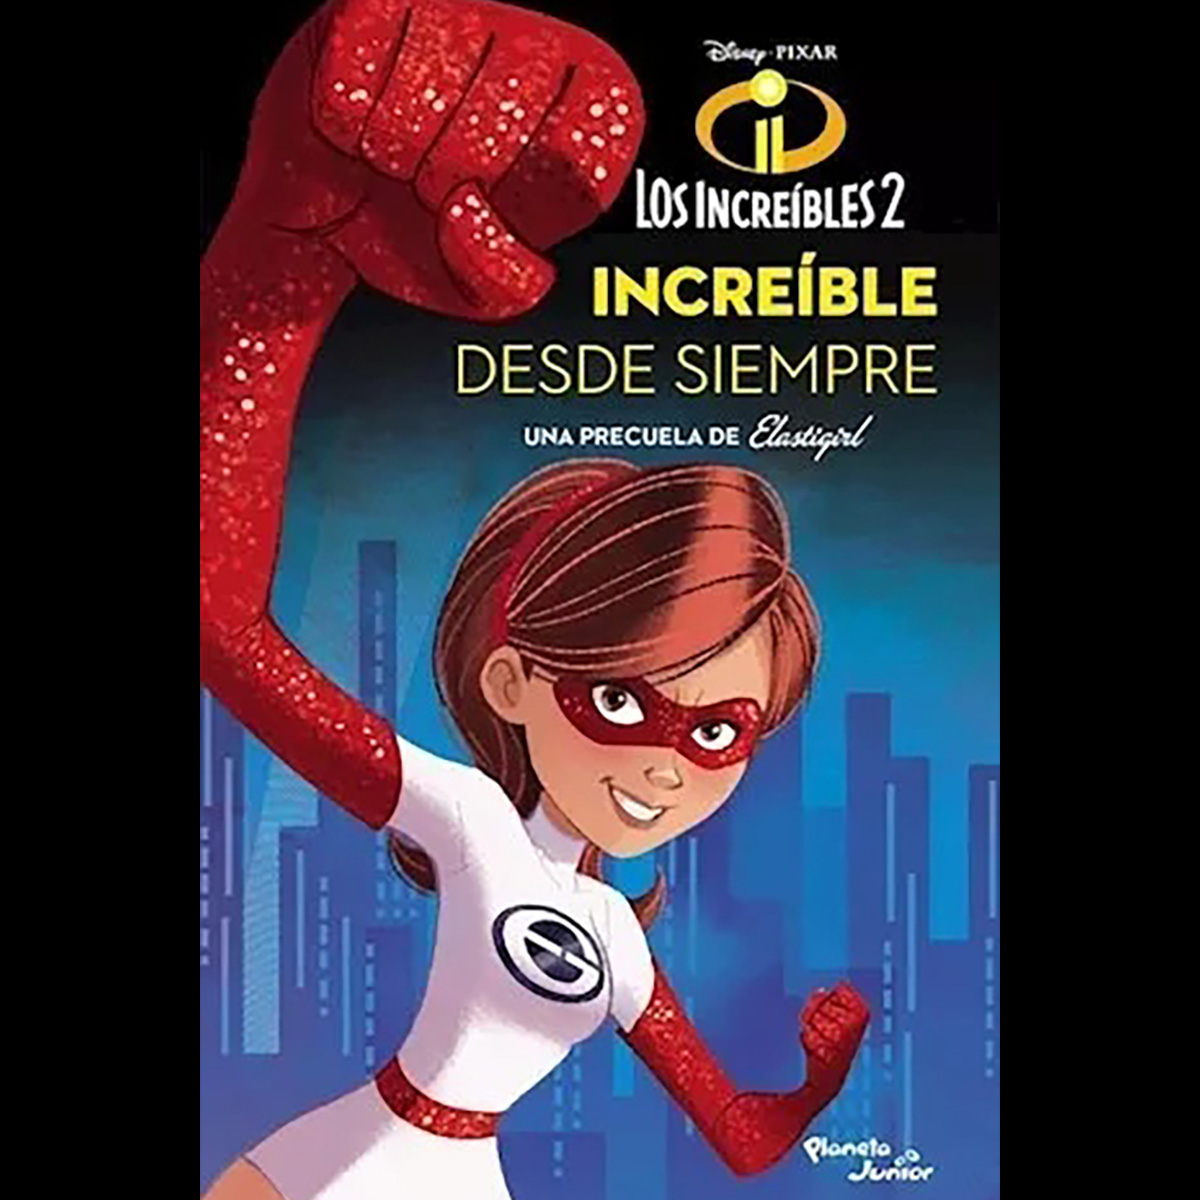 Disney · PIXAR
LOS INCREÍBLES 2
INCREÍBLE
DESDE SIEMPRE
UNA PRECUELA DE Elastigirl
Planeta
Junior